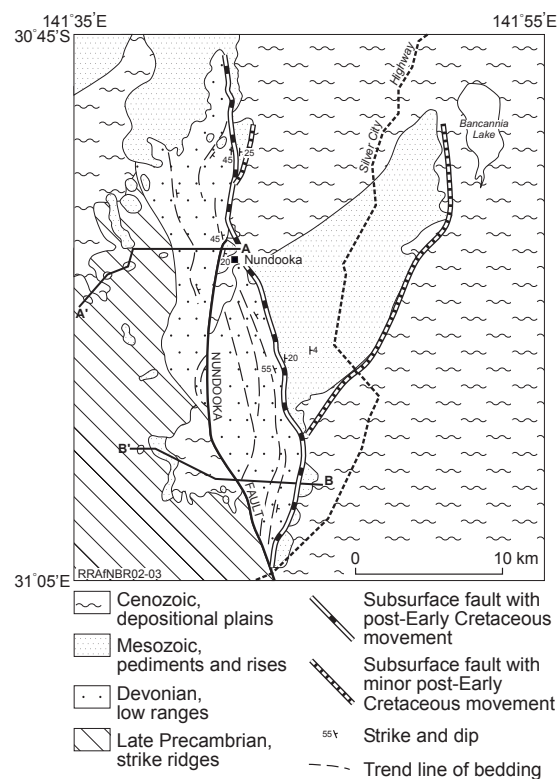 141°35'E
141°55'E
30°45'S
Highway
Silver City
Bancannia
Lake
45
25
45
A
20
Nundooka
A'
NUNDOOKA
20
4
55
B'
B
FAULT
RRAfNBR02-03
0
10 km
31°05'E
Cenozoic,
depositional plains
Mesozoic,
pediments and rises
Devonian,
low ranges
Late Precambrian,
strike ridges
Subsurface fault with
post-Early Cretaceous
movement
Subsurface fault with
minor post-Early
Cretaceous movement
55
Strike and dip
Trend line of bedding